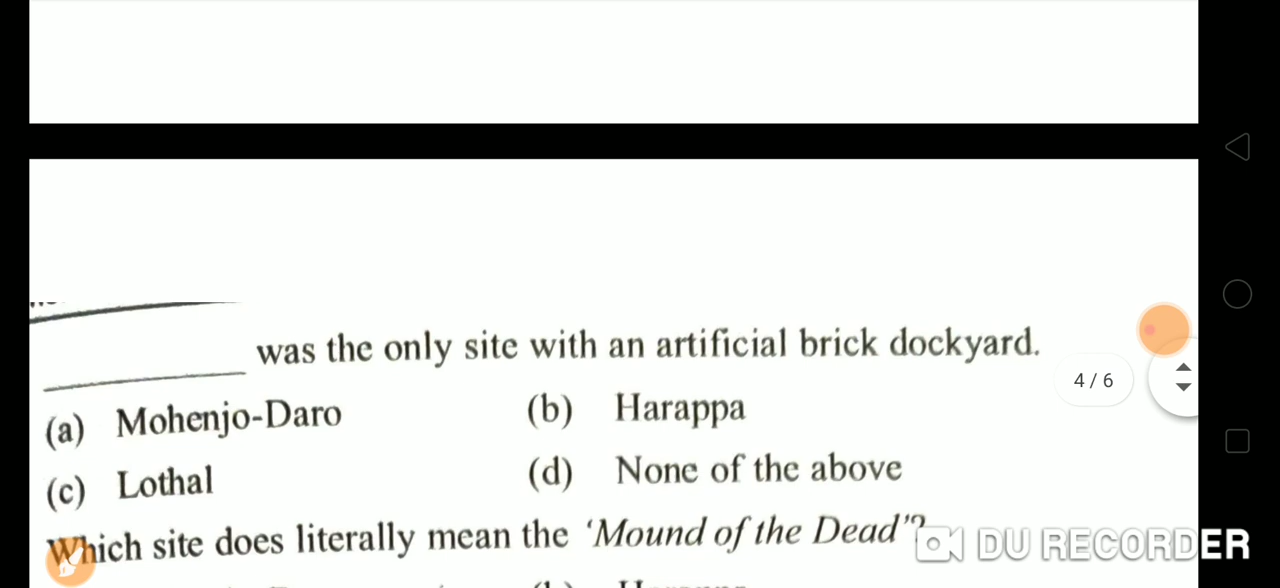 was the only site with an artificial brick dockyard.
4 / 6
(a) Mohenjo-Daro (b) Harappa
(c) Lothal (d) None of the above
Which site does literally mean the 'Mound of the Dead'?
DU RECORDER